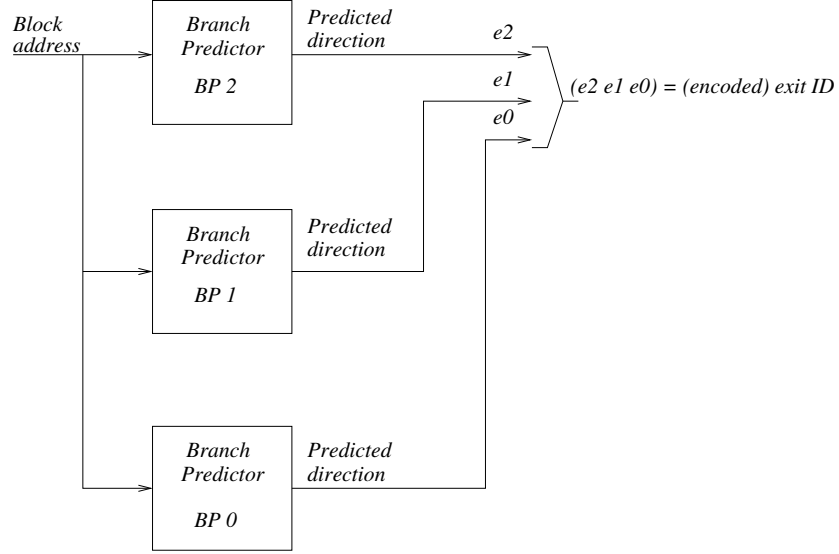 Block
address
Branch
Predictor
BP 2
Predicted
direction
e2
e1
e0
(e2 e1 e0) = (encoded) exit ID
Branch
Predictor
BP 1
Predicted
direction
Branch
Predictor
BP 0
Predicted
direction